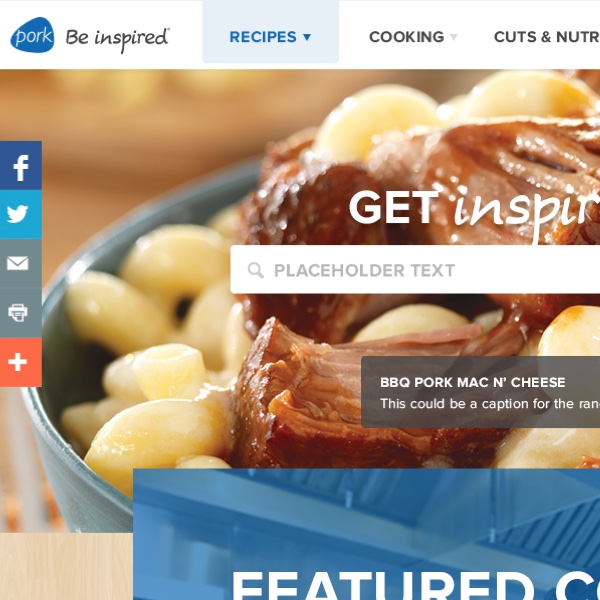 pork Be inspired®
RECIPES ▼
COOKING ▼
CUTS & NUTR
GET inspir
PLACEHOLDER TEXT
BBQ PORK MAC N' CHEESE
This could be a caption for the ran
FEATURED CO